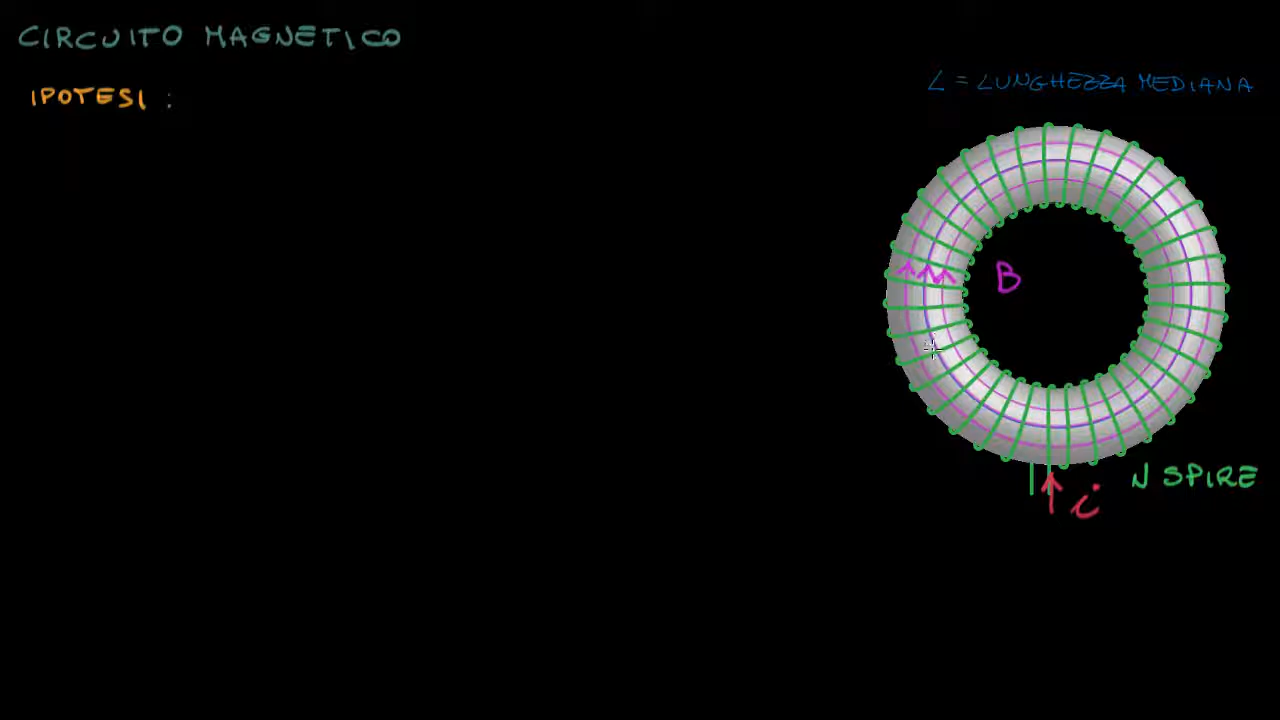 CIRCUITO MAGNETICO
IPOTESI :
L = LUNGHEZZA MEDIANA
B
N SPIRE
i